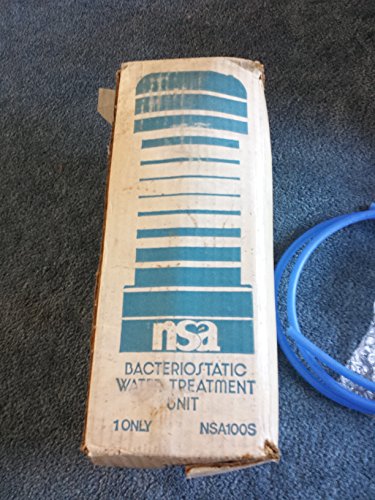 nsa
BACTERIOSTATIC
WATER TREATMENT
UNIT
1 ONLY NSA100S